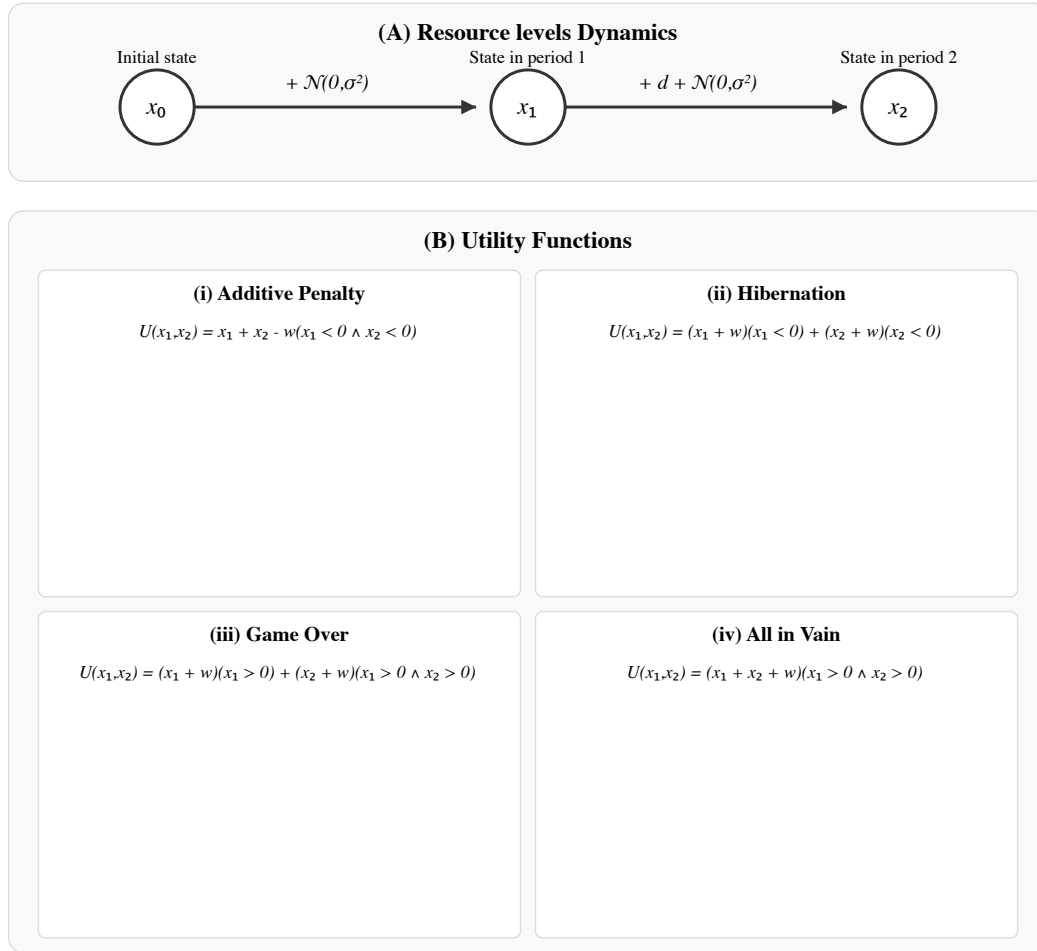 (A) Resource levels Dynamics
Initial state
State in period 1
State in period 2
+ 𝒩(0,σ²)
+ d + 𝒩(0,σ²)
x₀
x₁
x₂
(B) Utility Functions
(i) Additive Penalty
U(x₁,x₂) = x₁ + x₂ - w(x₁ < 0 ∧ x₂ < 0)
(ii) Hibernation
U(x₁,x₂) = (x₁ + w)(x₁ < 0) + (x₂ + w)(x₂ < 0)
(iii) Game Over
U(x₁,x₂) = (x₁ + w)(x₁ > 0) + (x₂ + w)(x₁ > 0 ∧ x₂ > 0)
(iv) All in Vain
U(x₁,x₂) = (x₁ + x₂ + w)(x₁ > 0 ∧ x₂ > 0)